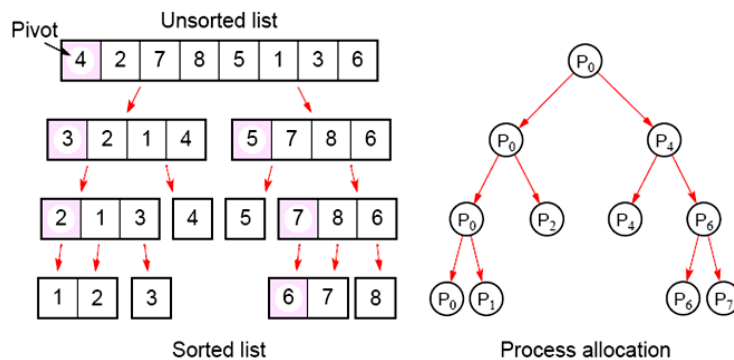 Unsorted list
Pivot
4 2 7 8 5 1 3 6
3 2 1 4
5 7 8 6
2 1 3
4
5
7 8 6
1 2
3
6 7
8
Sorted list
P0
P0 P4
P0 P2 P4 P6
P0 P1 P6 P7
Process allocation